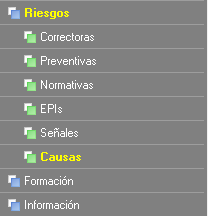 Riesgos
Correctoras
Preventivas
Normativas
EPIs
Señales
Causas
Formación
Información